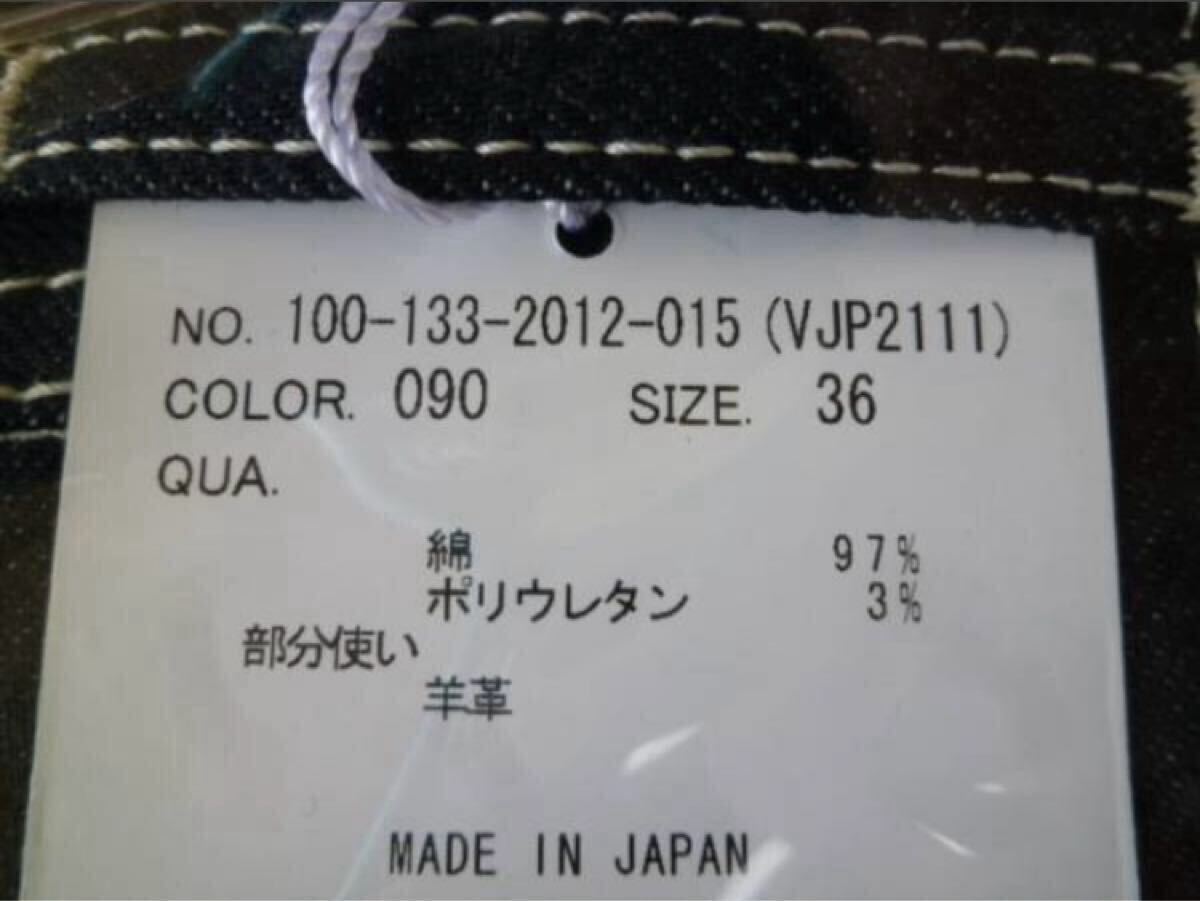 NO. 100-133-2012-015 (VJP2111)
COLOR. 090 SIZE. 36
QUA.
綿 97%
ポリウレタン 3%
部分使い
羊革
MADE IN JAPAN